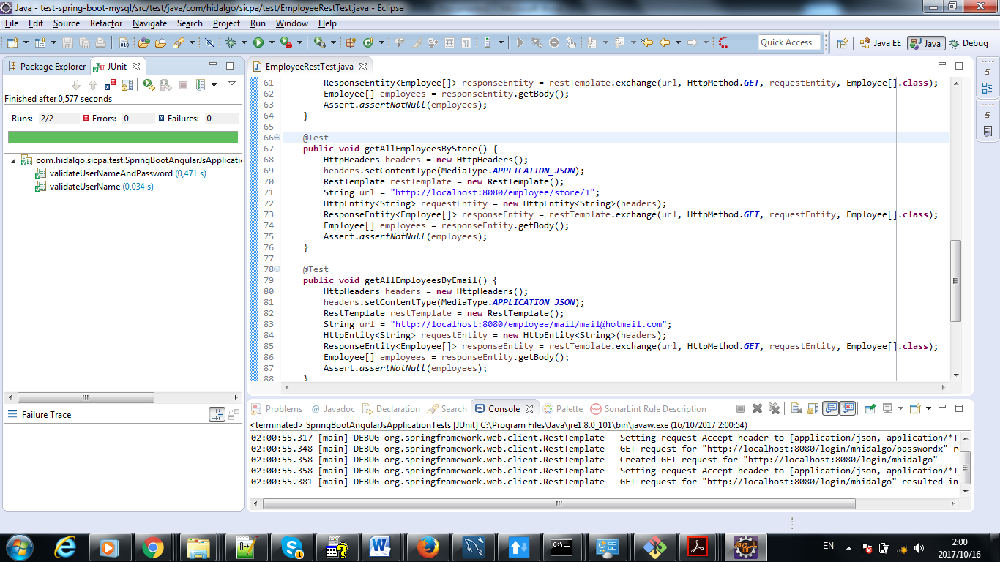 Java - test-spring-boot-mysql/src/test/java/com/hidalgo/sicpa/test/EmployeeRestTest.java - Eclipse
File Edit Source Refactor Navigate Search Project Run Window Help
Quick Access
Java EE
Java
Debug
Package Explorer
JUnit
Finished after 0,577 seconds
Runs: 2/2
Errors: 0
Failures: 0
com.hidalgo.sicpa.test.SpringBootAngularJsApplicatio
validateUserNameAndPassword (0,471 s)
validateUserName (0,034 s)
Failure Trace
EmployeeRestTest.java
61 ResponseEntity<Employee[]> responseEntity = restTemplate.exchange(url, HttpMethod.GET, requestEntity, Employee[].class);
62 Employee[] employees = responseEntity.getBody();
63 Assert.assertNotNull(employees);
64 }
65
66 @Test
67 public void getAllEmployeesByStore() {
68 HttpHeaders headers = new HttpHeaders();
69 headers.setContentType(MediaType.APPLICATION_JSON);
70 RestTemplate restTemplate = new RestTemplate();
71 String url = "http://localhost:8080/employee/store/1";
72 HttpEntity<String> requestEntity = new HttpEntity<String>(headers);
73 ResponseEntity<Employee[]> responseEntity = restTemplate.exchange(url, HttpMethod.GET, requestEntity, Employee[].class);
74 Employee[] employees = responseEntity.getBody();
75 Assert.assertNotNull(employees);
76 }
77
78 @Test
79 public void getAllEmployeesByEmail() {
80 HttpHeaders headers = new HttpHeaders();
81 headers.setContentType(MediaType.APPLICATION_JSON);
82 RestTemplate restTemplate = new RestTemplate();
83 String url = "http://localhost:8080/employee/mail/mail@hotmail.com";
84 HttpEntity<String> requestEntity = new HttpEntity<String>(headers);
85 ResponseEntity<Employee[]> responseEntity = restTemplate.exchange(url, HttpMethod.GET, requestEntity, Employee[].class);
86 Employee[] employees = responseEntity.getBody();
87 Assert.assertNotNull(employees);
88 }
Problems @ Javadoc Declaration Search Console Palette SonarLint Rule Description
<terminated> SpringBootAngularJsApplicationTests [JUnit] C:\Program Files\Java\jre1.8.0_101\bin\javaw.exe (16/10/2017 2:00:54)
02:00:55.317 [main] DEBUG org.springframework.web.client.RestTemplate - Setting request Accept header to [application/json, application/*+
02:00:55.348 [main] DEBUG org.springframework.web.client.RestTemplate - GET request for "http://localhost:8080/login/mhidalgo/passwordx" r
02:00:55.358 [main] DEBUG org.springframework.web.client.RestTemplate - Created GET request for "http://localhost:8080/login/mhidalgo"
02:00:55.358 [main] DEBUG org.springframework.web.client.RestTemplate - Setting request Accept header to [application/json, application/*+
02:00:55.381 [main] DEBUG org.springframework.web.client.RestTemplate - GET request for "http://localhost:8080/login/mhidalgo" resulted in
EN
2:00
2017/10/16
Java EE
IDE